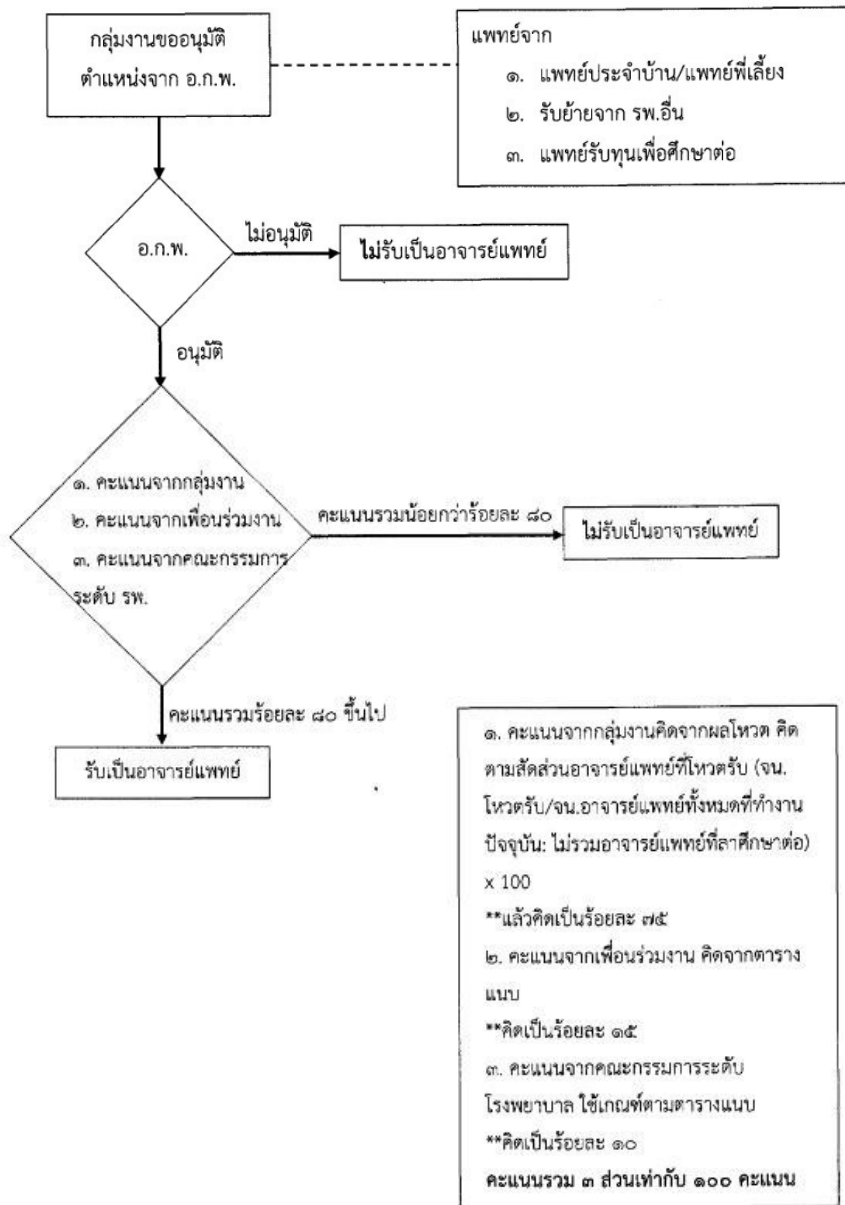 กลุ่มงานขออนุมัติ
ตำแหน่งจาก อ.ก.พ.
แพทย์จาก
๑. แพทย์ประจำบ้าน/แพทย์พี่เลี้ยง
๒. รับย้ายจาก รพ.อื่น
๓. แพทย์รับทุนเพื่อศึกษาต่อ
อ.ก.พ.
ไม่อนุมัติ
ไม่รับเป็นอาจารย์แพทย์
อนุมัติ
๑. คะแนนจากกลุ่มงาน
๒. คะแนนจากเพื่อนร่วมงาน
๓. คะแนนจากคณะกรรมการ
ระดับ รพ.
คะแนนรวมน้อยกว่าร้อยละ ๘๐
ไม่รับเป็นอาจารย์แพทย์
คะแนนรวมร้อยละ ๘๐ ขึ้นไป
รับเป็นอาจารย์แพทย์
๑. คะแนนจากกลุ่มงานคิดจากผลโหวต คิด
ตามสัดส่วนอาจารย์แพทย์ที่โหวตรับ (จน.
โหวตรับ/จน.อาจารย์แพทย์ทั้งหมดที่ทำงาน
ปัจจุบัน: ไม่รวมอาจารย์แพทย์ที่ลาศึกษาต่อ)
x 100
**แล้วคิดเป็นร้อยละ ๗๕
๒. คะแนนจากเพื่อนร่วมงาน คิดจากตาราง
แนบ
**คิดเป็นร้อยละ ๑๕
๓. คะแนนจากคณะกรรมการระดับ
โรงพยาบาล ใช้เกณฑ์ตามตารางแนบ
**คิดเป็นร้อยละ ๑๐
คะแนนรวม ๓ ส่วนเท่ากับ ๑๐๐ คะแนน